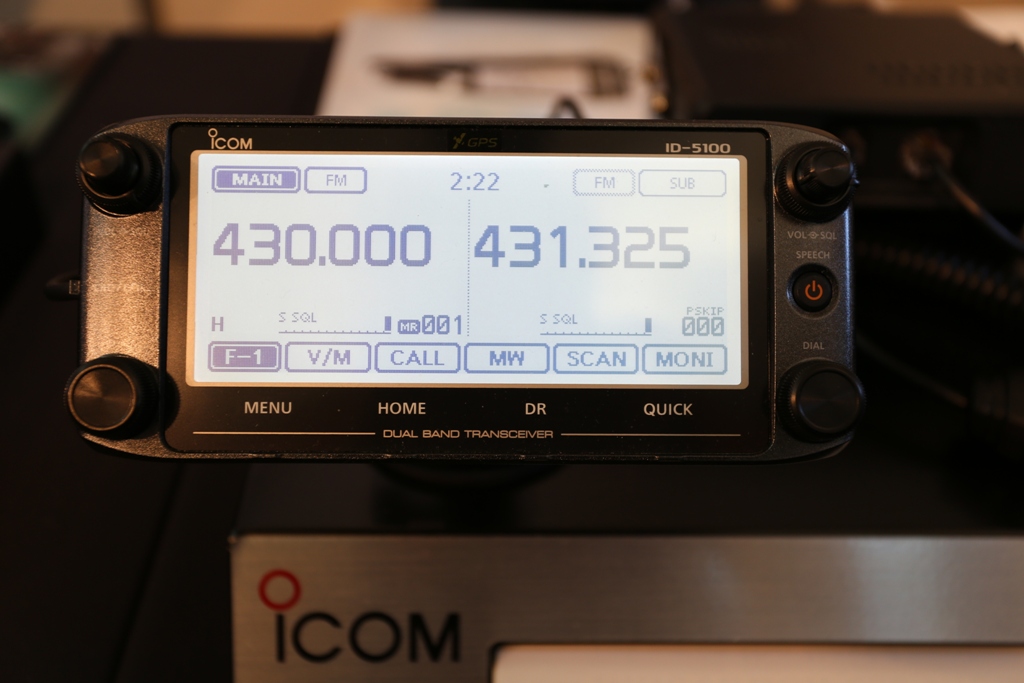 ICOM GPS ID-5100
MAIN FM 2:22 FM SUB
430.000 431.325
VOL SQL
SPEECH
H S SQL MR 001 S SQL PSKIP 000
F-1 V/M CALL MW SCAN MONI
DIAL
MENU HOME DR QUICK
DUAL BAND TRANSCEIVER
ICOM